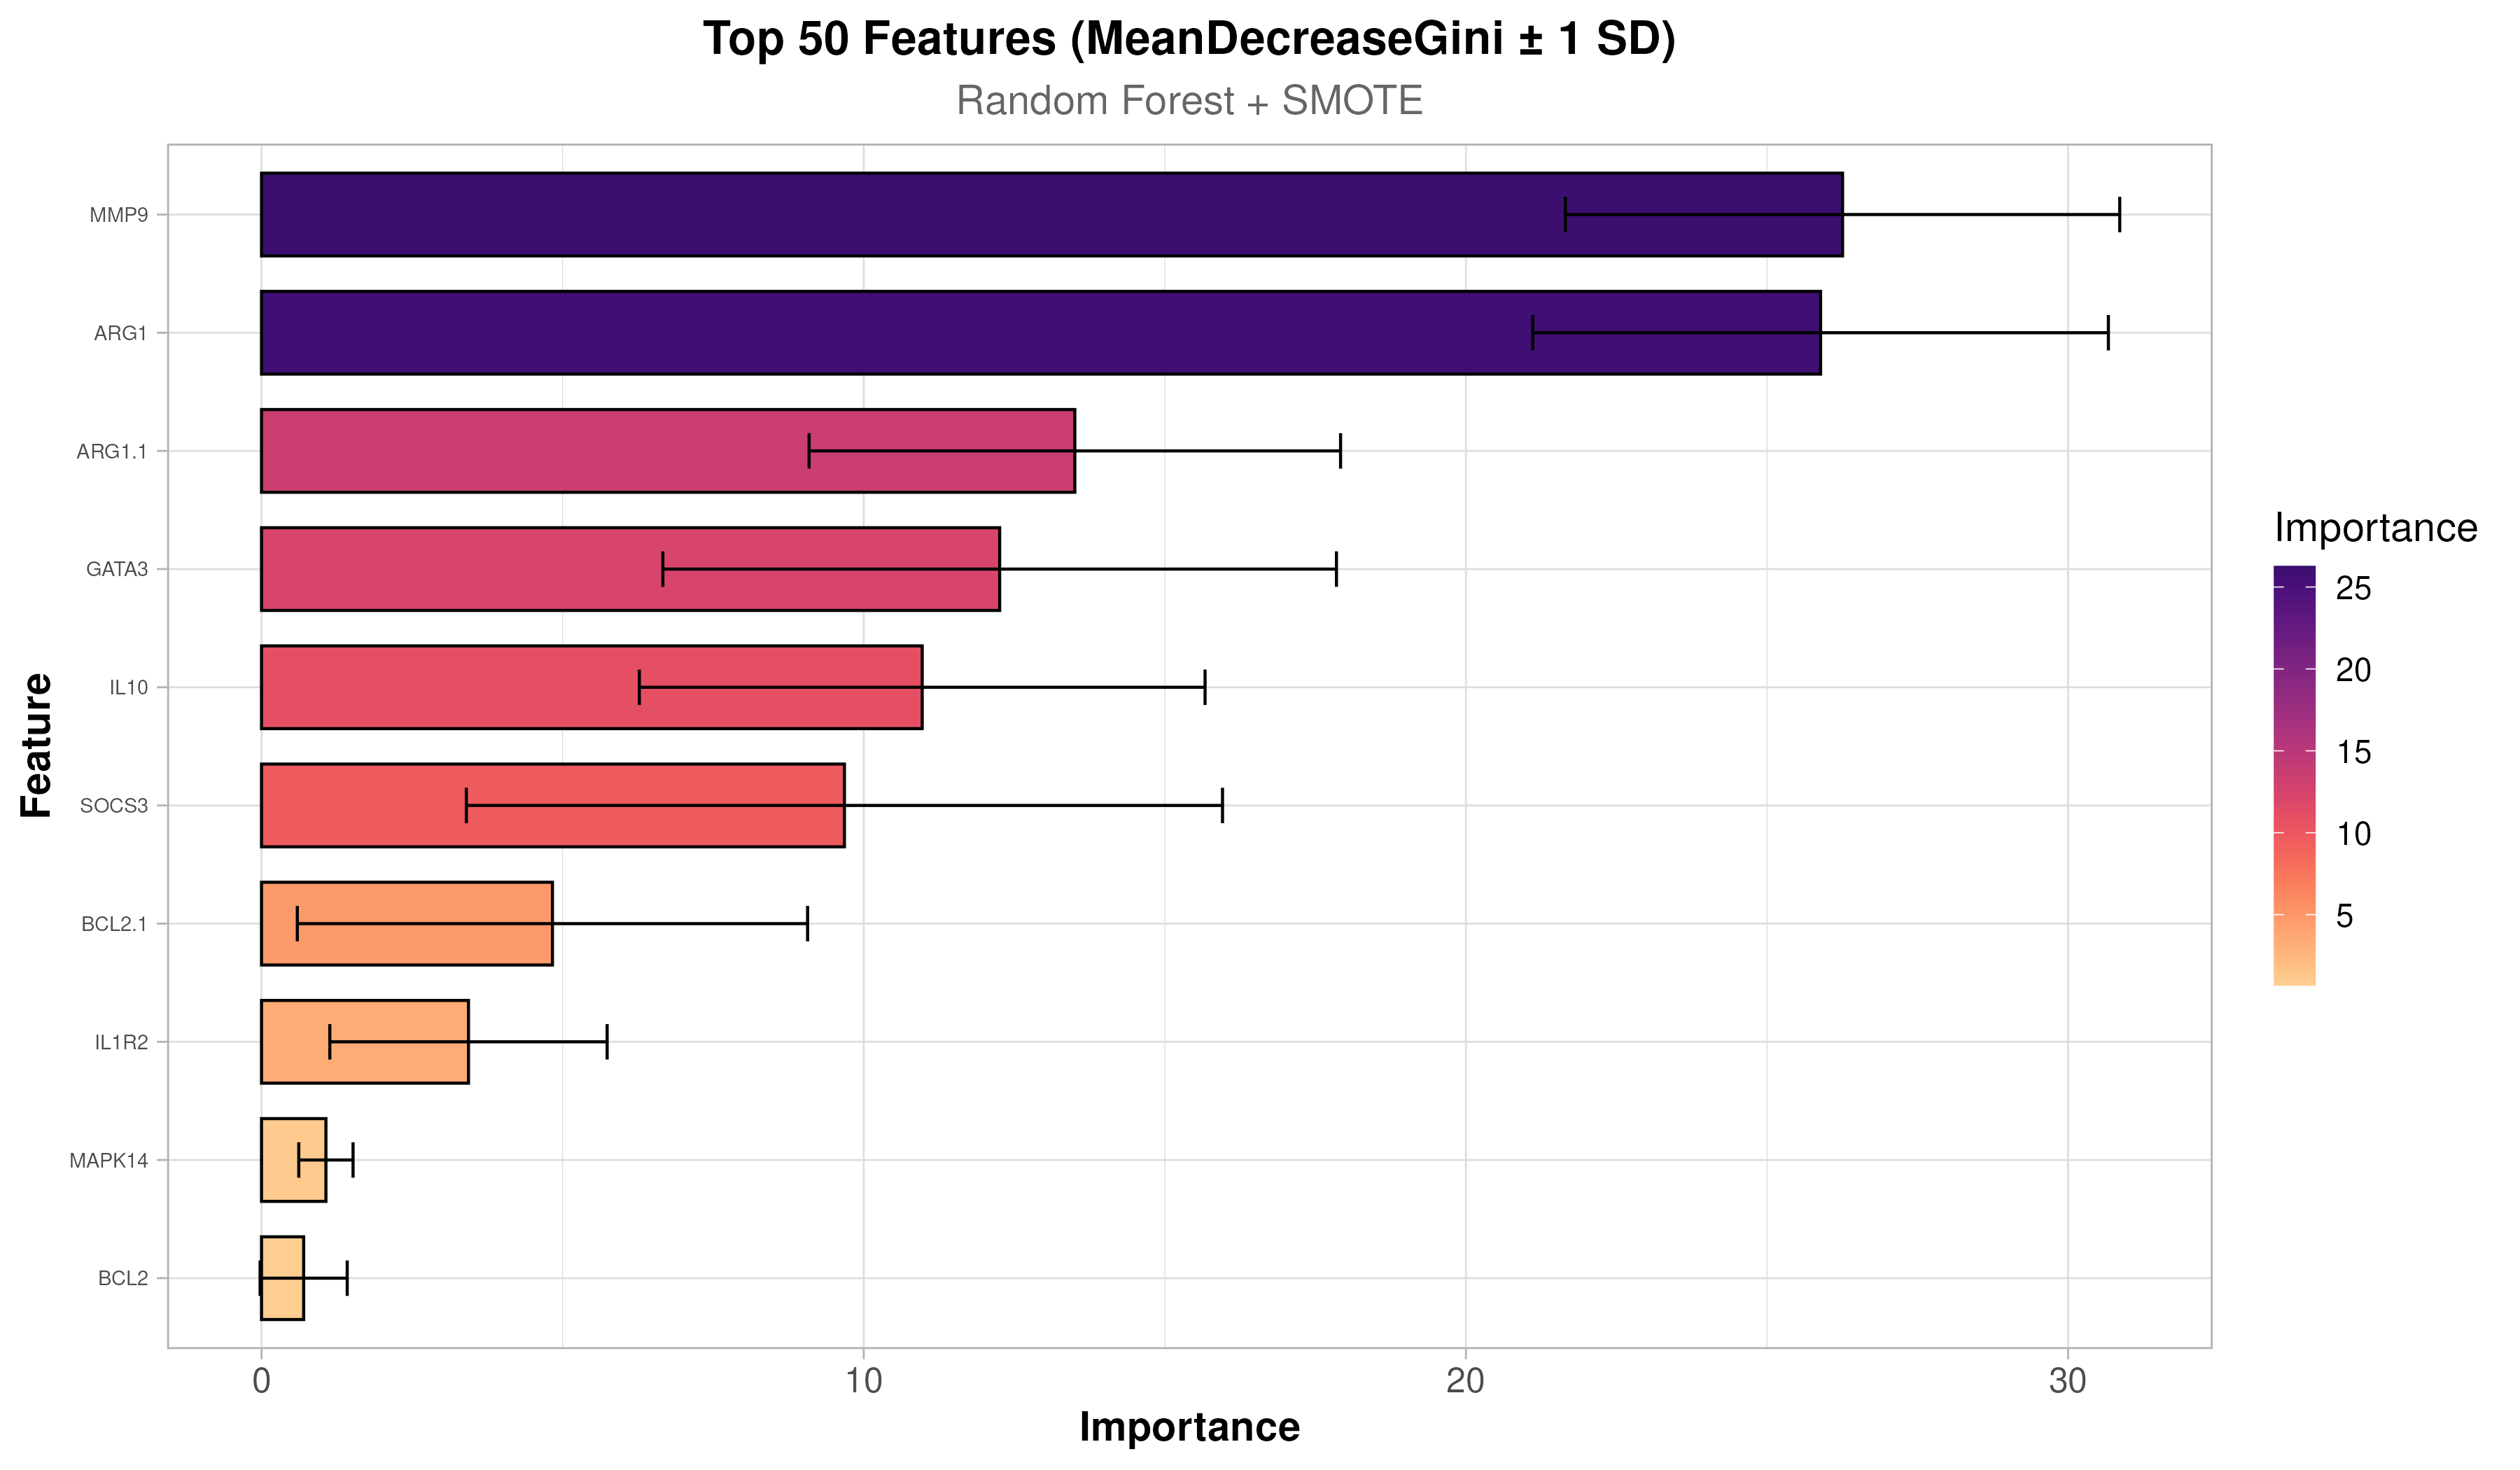 Top 50 Features (MeanDecreaseGini ± 1 SD)
Random Forest + SMOTE
Feature
MMP9
ARG1
ARG1.1
GATA3
IL10
SOCS3
BCL2.1
IL1R2
MAPK14
BCL2
0 10 20 30
Importance
Importance
25
20
15
10
5